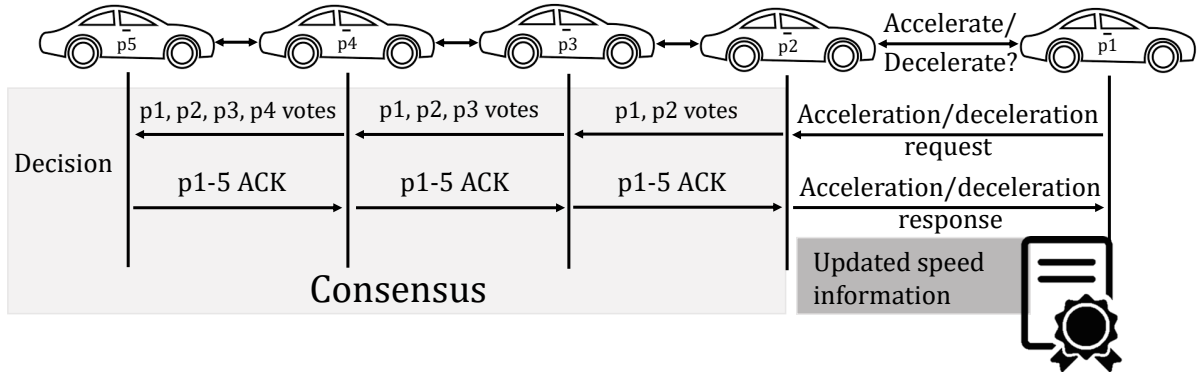 Accelerate/
Decelerate?
p5
p4
p3
p2
p1
p1, p2, p3, p4 votes
p1, p2, p3 votes
p1, p2 votes
Acceleration/deceleration
request
Decision
p1-5 ACK
p1-5 ACK
p1-5 ACK
Acceleration/deceleration
response
Consensus
Updated speed
information